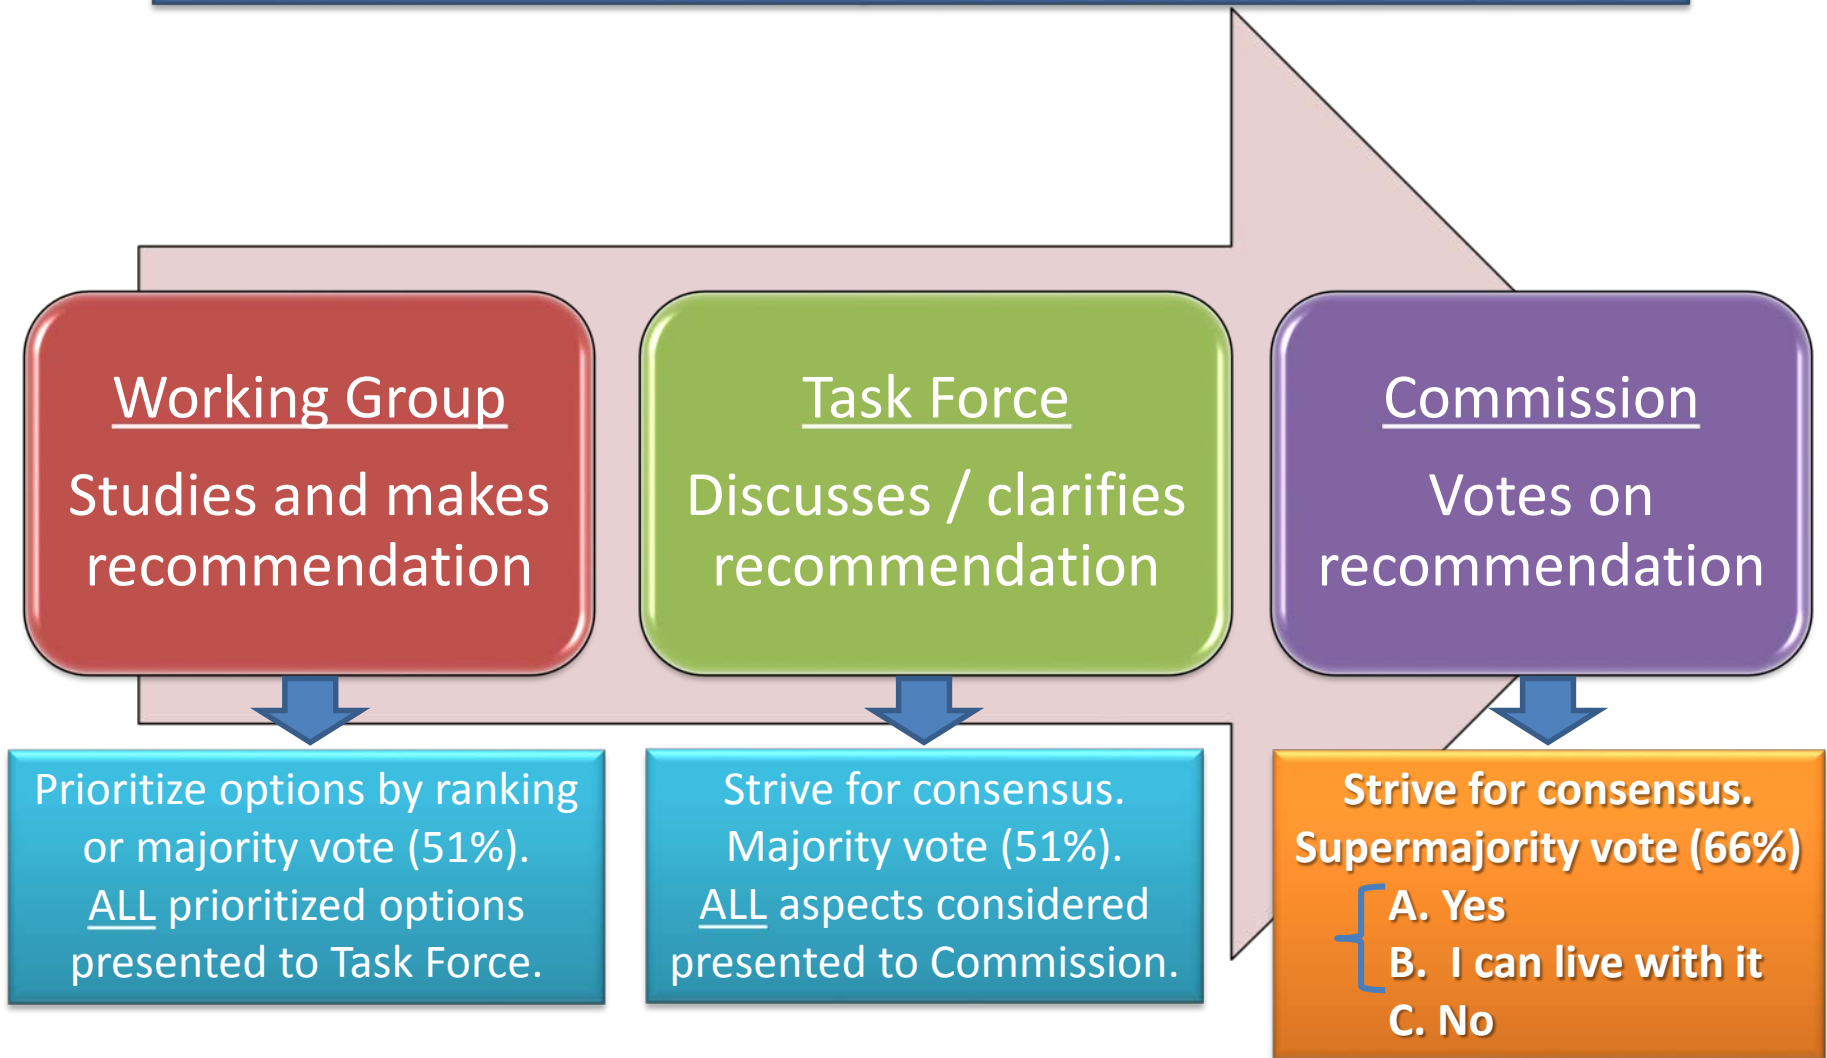 Working Group
Studies and makes
recommendation
Task Force
Discusses / clarifies
recommendation
Commission
Votes on
recommendation
Prioritize options by ranking
or majority vote (51%).
ALL prioritized options
presented to Task Force.
Strive for consensus.
Majority vote (51%).
ALL aspects considered
presented to Commission.
Strive for consensus.
Supermajority vote (66%)
A. Yes
B. I can live with it
C. No